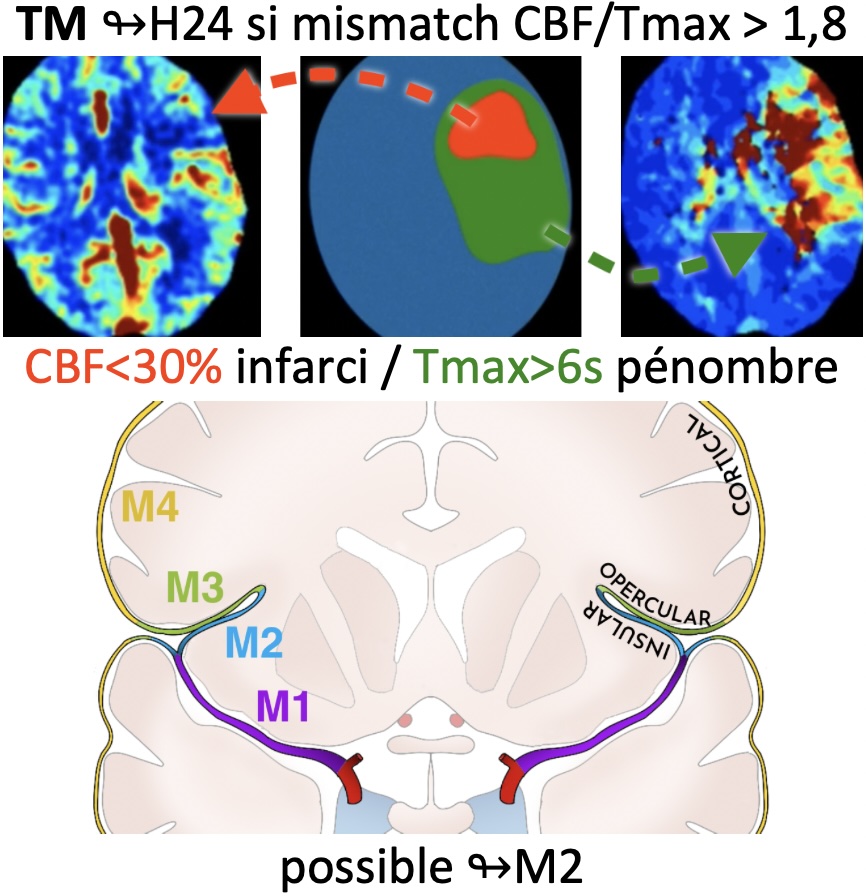 TM ↬H24 si mismatch CBF/Tmax > 1,8
CBF<30% infarci / Tmax>6s pénombre
CORTICAL
M4
M3
OPERCULAR
INSULAR
M2
M1
possible ↬M2